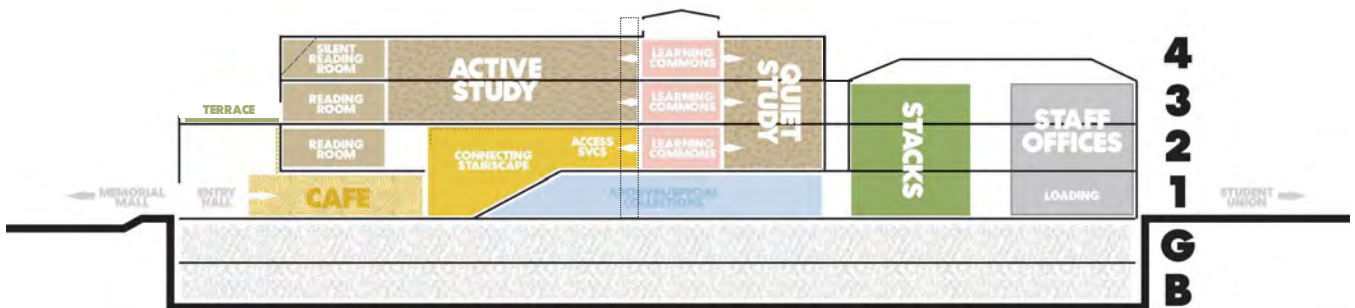 SILENT
READING
ROOM
ACTIVE
STUDY
LEARNING
COMMONS
QUIET
STUDY
4
TERRACE
READING
ROOM
LEARNING
COMMONS
STACKS
STAFF
OFFICES
3
READING
ROOM
CONNECTING
STAIRSCAPE
ACCESS
SVCS
LEARNING
COMMONS
2
MEMORIAL
MALL
ENTRY
HALL
CAFE
COLLECTIONS
LOADING
1
STUDENT
UNION
G
B